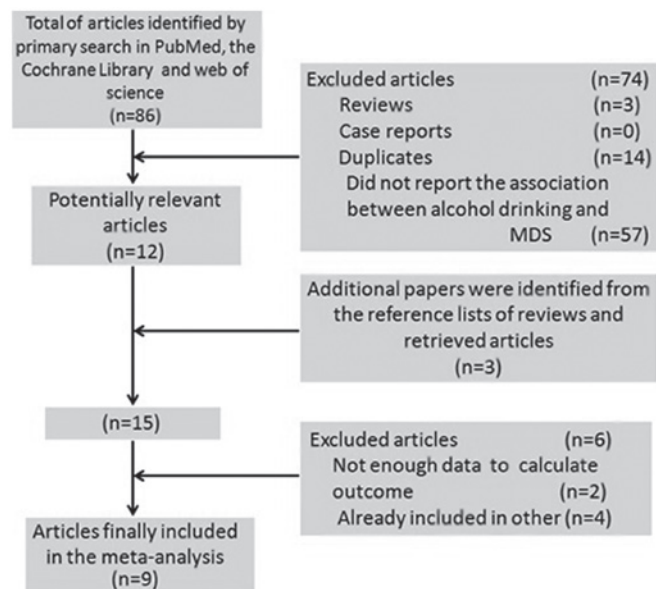 Total of articles identified by
primary search in PubMed, the
Cochrane Library and web of
science
(n=86)
Excluded articles (n=74)
Reviews (n=3)
Case reports (n=0)
Duplicates (n=14)
Did not report the association
between alcohol drinking and
MDS (n=57)
Potentially relevant
articles
(n=12)
Additional papers were identified from
the reference lists of reviews and
retrieved articles
(n=3)
(n=15)
Excluded articles (n=6)
Not enough data to calculate
outcome (n=2)
Already included in other (n=4)
Articles finally included
in the meta-analysis
(n=9)